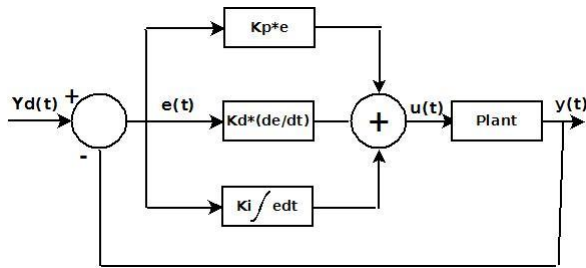 Kp*e
Yd(t)
+
-
e(t)
Kd*(de/dt)
+
u(t)
Plant
y(t)
Ki∫edt